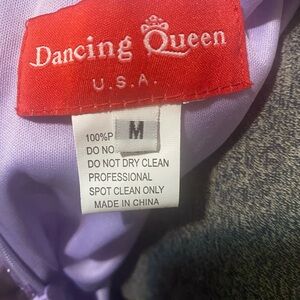 Dancing Queen
U.S.A.
M
100%P
DO NO
DO NOT DRY CLEAN
PROFESSIONAL
SPOT CLEAN ONLY
MADE IN CHINA